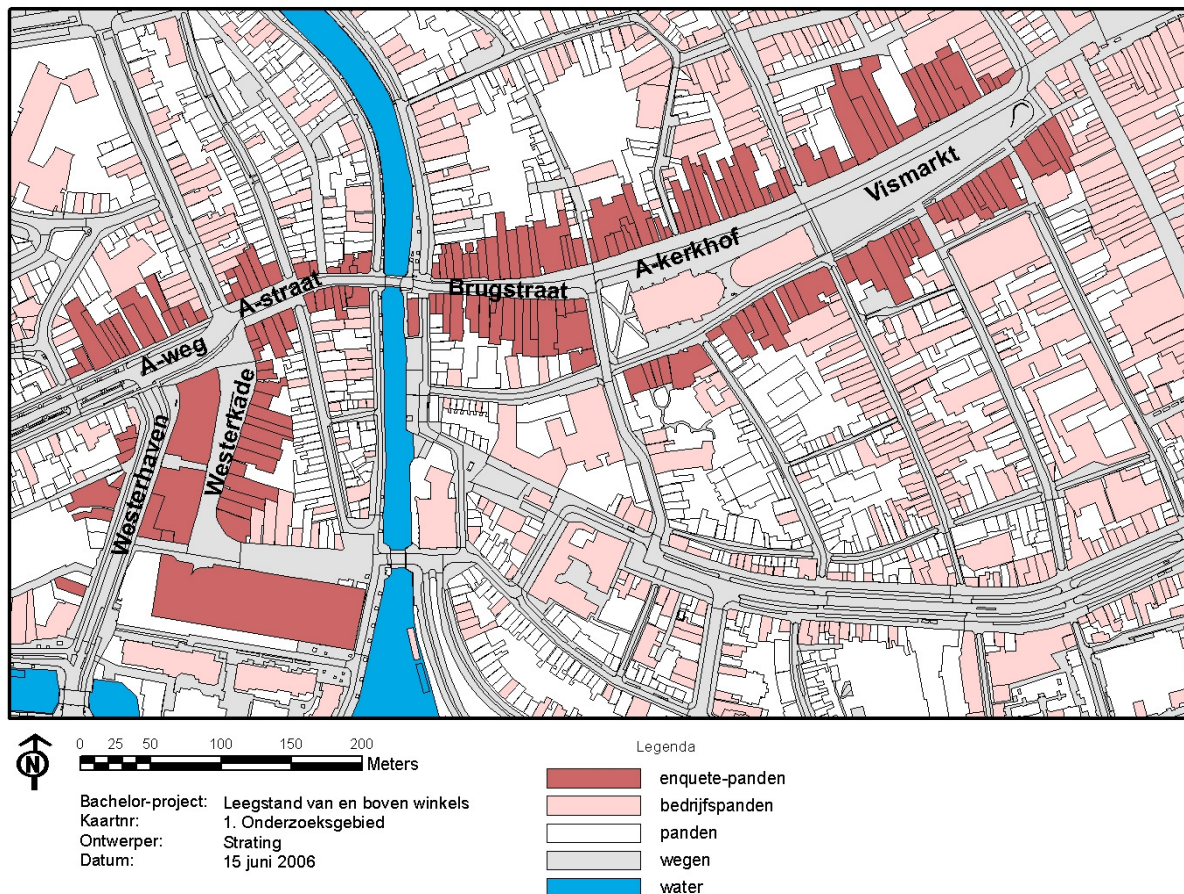 Vismarkt
A-kerkhof
Brugstraat
A-straat
A-weg
Westerkade
Westerhaven
N
0 25 50 100 150 200
Meters
Bachelor-project: Leegstand van en boven winkels
Kaartnr: 1. Onderzoeksgebied
Ontwerper: Strating
Datum: 15 juni 2006
Legenda
enquete-panden
bedrijfspanden
panden
wegen
water